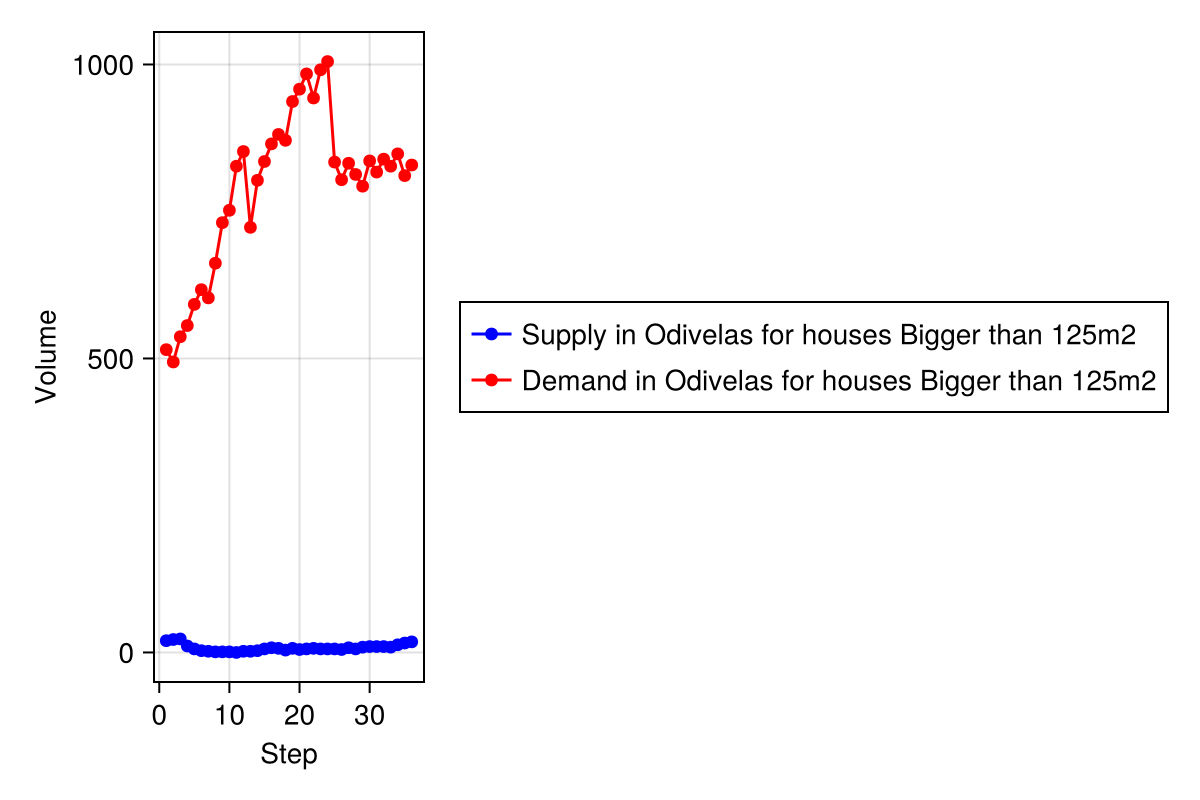 1000
500
0
Volume
0 10 20 30
Step
Supply in Odivelas for houses Bigger than 125m2
Demand in Odivelas for houses Bigger than 125m2